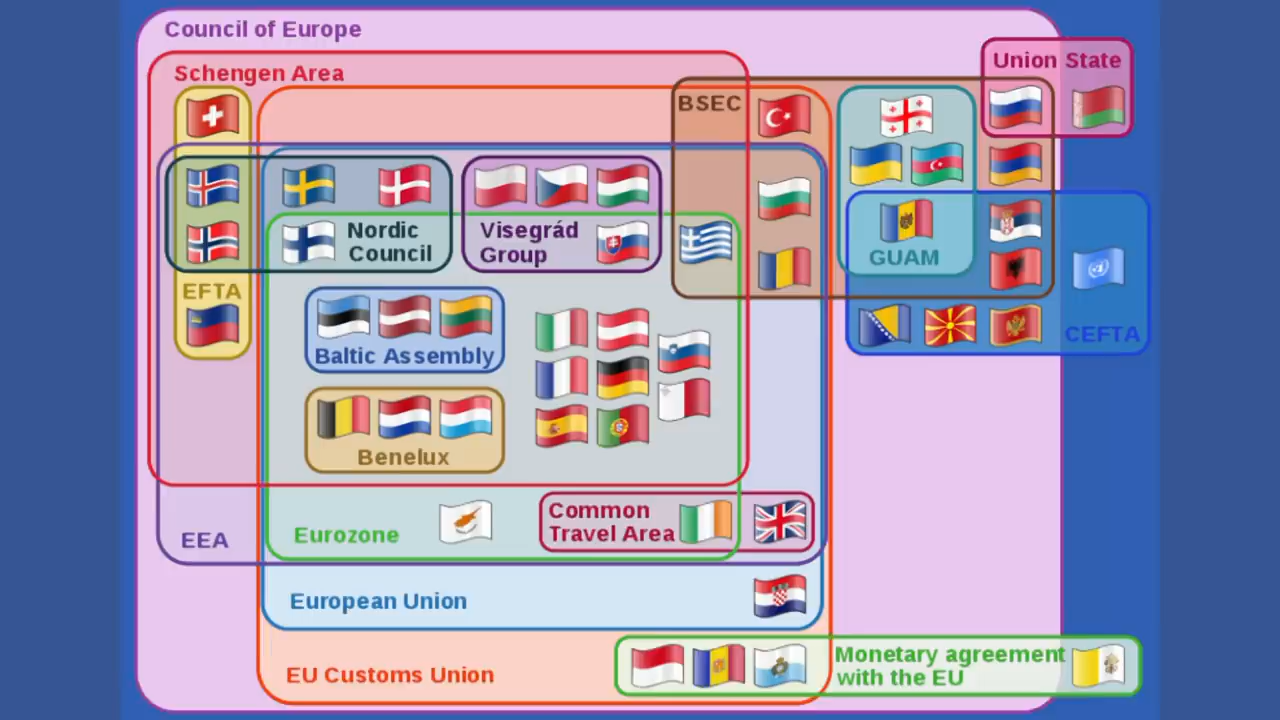 Council of Europe
Schengen Area
Union State
BSEC
Nordic
Council
Visegrád
Group
GUAM
EFTA
CEFTA
Baltic Assembly
Benelux
Common
Travel Area
Eurozone
EEA
European Union
Monetary agreement
with the EU
EU Customs Union